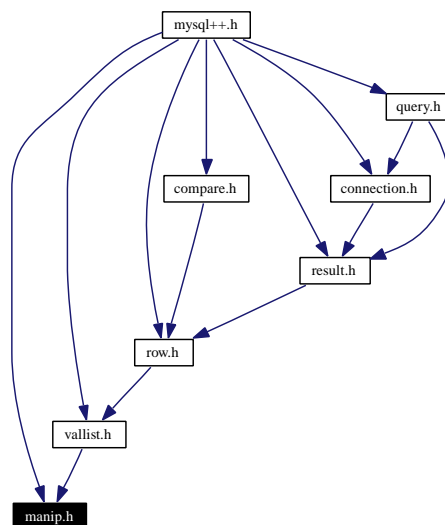 mysql++.h
query.h
compare.h
connection.h
result.h
row.h
vallist.h
manip.h